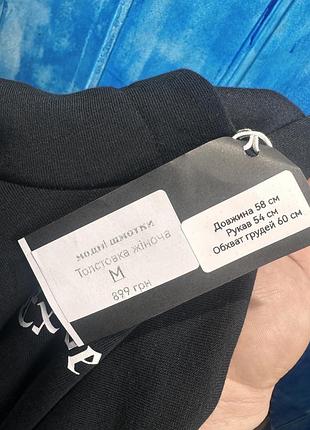 модні шмотки
Толстовка жіноча
M
899 грн
Довжина 58 см
Рукав 54 см
Обхват грудей 60 см